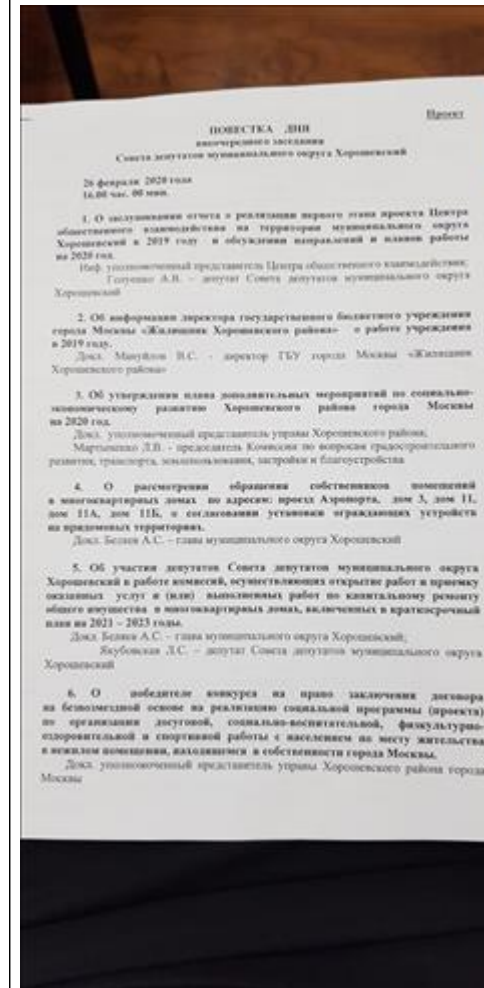 Проект
ПОВЕСТКА ДНЯ
внеочередного заседания
Совета депутатов муниципального округа Хорошевский
26 февраля 2020 года
16.00 час. 00 мин.
1. О заслушивании отчета о реализации первого этапа проекта Центра
общественного взаимодействия на территории муниципального округа
Хорошевский в 2019 году и обсуждении направлений и планов работы
на 2020 год.
Инф. уполномоченный представитель Центра общественного взаимодействия;
Голушко А.В. – депутат Совета депутатов муниципального округа
Хорошевский
2. Об информации директора государственного бюджетного учреждения
города Москвы «Жилищник Хорошевского района» о работе учреждения
в 2019 году.
Докл. Мануйлов В.С. - директор ГБУ города Москвы «Жилищник
Хорошевского района»
3. Об утверждении плана дополнительных мероприятий по социально-
экономическому развитию Хорошевского района города Москвы
на 2020 год.
Докл. уполномоченный представитель управы Хорошевского района;
Мартыненко Л.В. - председатель Комиссии по вопросам градостроительного
развития, транспорта, землепользования, застройки и благоустройства
4. О рассмотрении обращения собственников помещений
в многоквартирных домах по адресам: проезд Аэропорта, дом 3, дом 11,
дом 11А, дом 11Б, о согласовании установки ограждающих устройств
на придомовых территориях.
Докл. Беляев А.С. – глава муниципального округа Хорошевский
5. Об участии депутатов Совета депутатов муниципального округа
Хорошевский в работе комиссий, осуществляющих открытие работ и приемку
оказанных услуг и (или) выполненных работ по капитальному ремонту
общего имущества в многоквартирных домах, включенных в краткосрочный
план на 2021 – 2023 годы.
Докл. Беляев А.С. – глава муниципального округа Хорошевский;
Якубовская Л.С. – депутат Совета депутатов муниципального округа
Хорошевский
6. О победителе конкурса на право заключения договора
на безвозмездной основе на реализацию социальной программы (проекта)
по организации досуговой, социально-воспитательной, физкультурно-
оздоровительной и спортивной работы с населением по месту жительства
в нежилом помещении, находящемся в собственности города Москвы.
Докл. уполномоченный представитель управы Хорошевского района города
Москвы